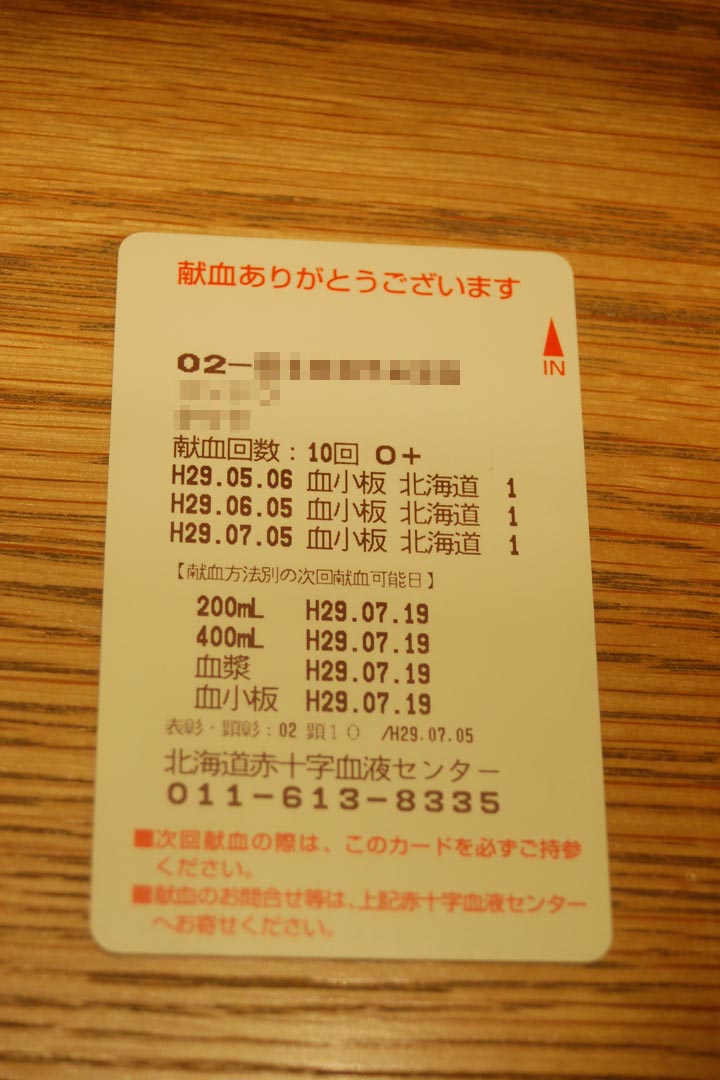 献血ありがとうございます
IN
02-
献血回数：10回 O+
H29.05.06 血小板 北海道 1
H29.06.05 血小板 北海道 1
H29.07.05 血小板 北海道 1
【献血方法別の次回献血可能日】
200mL H29.07.19
400mL H29.07.19
血漿 H29.07.19
血小板 H29.07.19
表彰・顕彰：02 顕１０ /H29.07.05
北海道赤十字血液センター
011-613-8335
■次回献血の際は、このカードを必ずご持参
ください。
■献血のお問合せ等は、上記赤十字血液センター
へお寄せください。